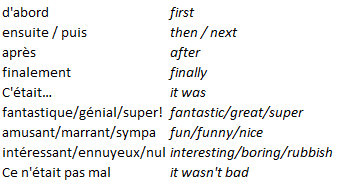 d'abord first
ensuite / puis then / next
après after
finalement finally
C'était… it was
fantastique/génial/super! fantastic/great/super
amusant/marrant/sympa fun/funny/nice
intéressant/ennuyeux/nul interesting/boring/rubbish
Ce n'était pas mal it wasn't bad